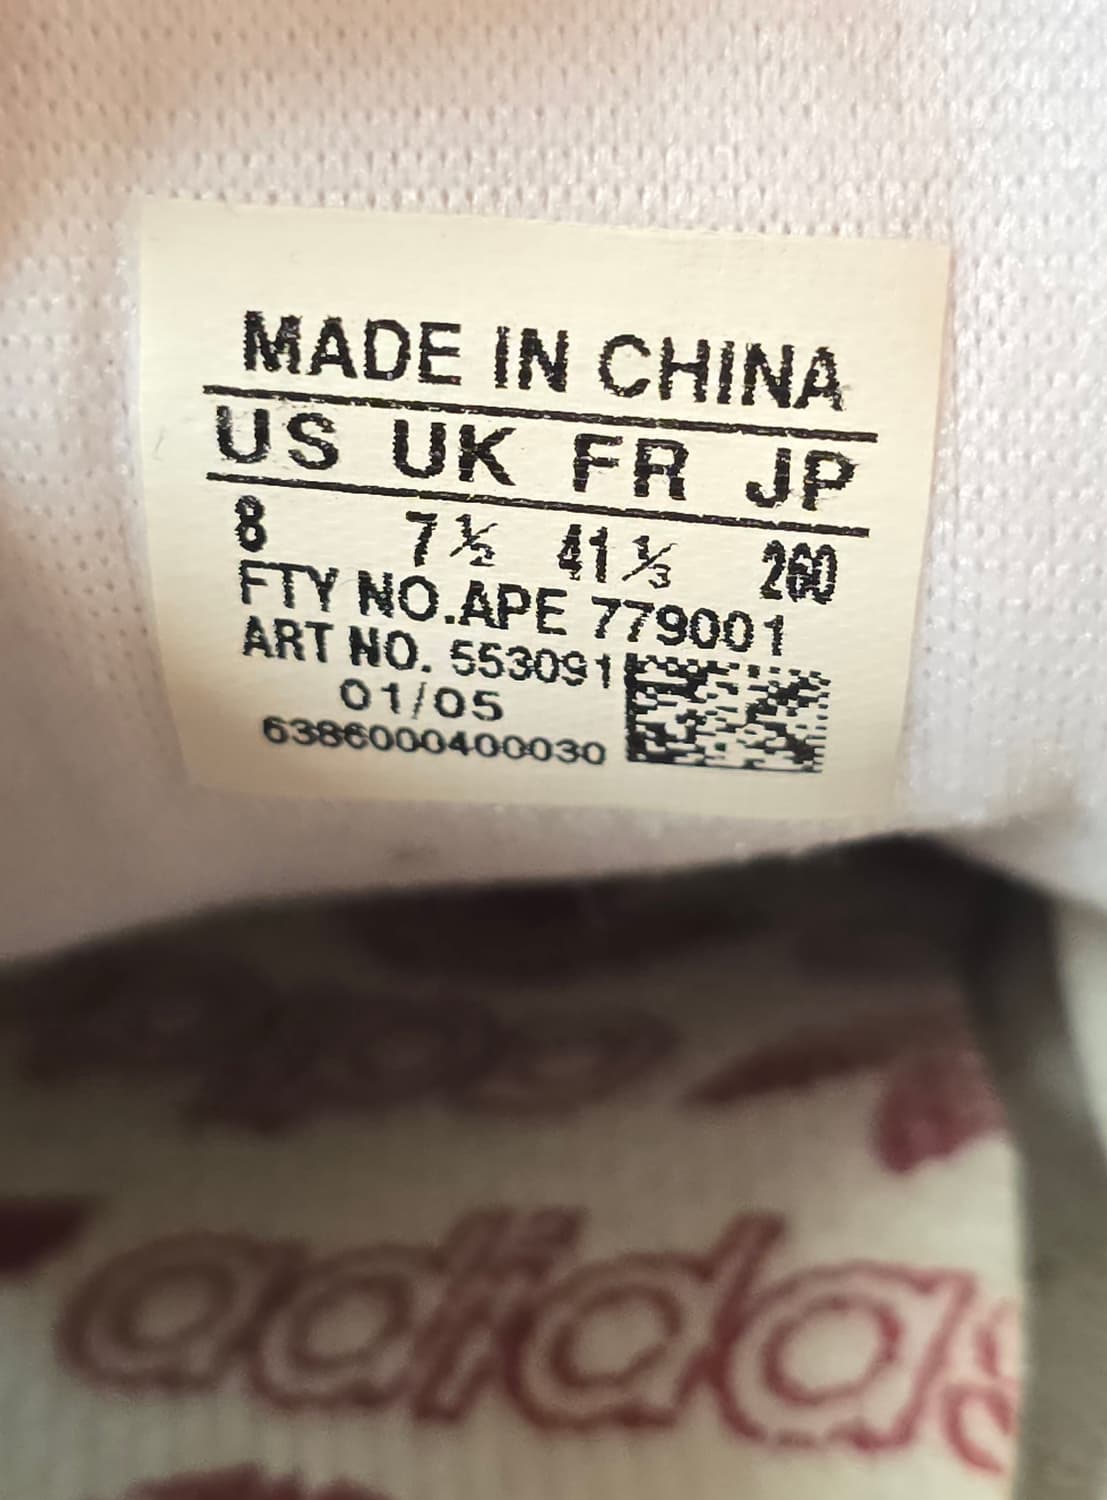 MADE IN CHINA
US UK FR JP
8 7½ 41⅓ 260
FTY NO.APE 779001
ART NO. 553091
01/05
6386000400030
adidas